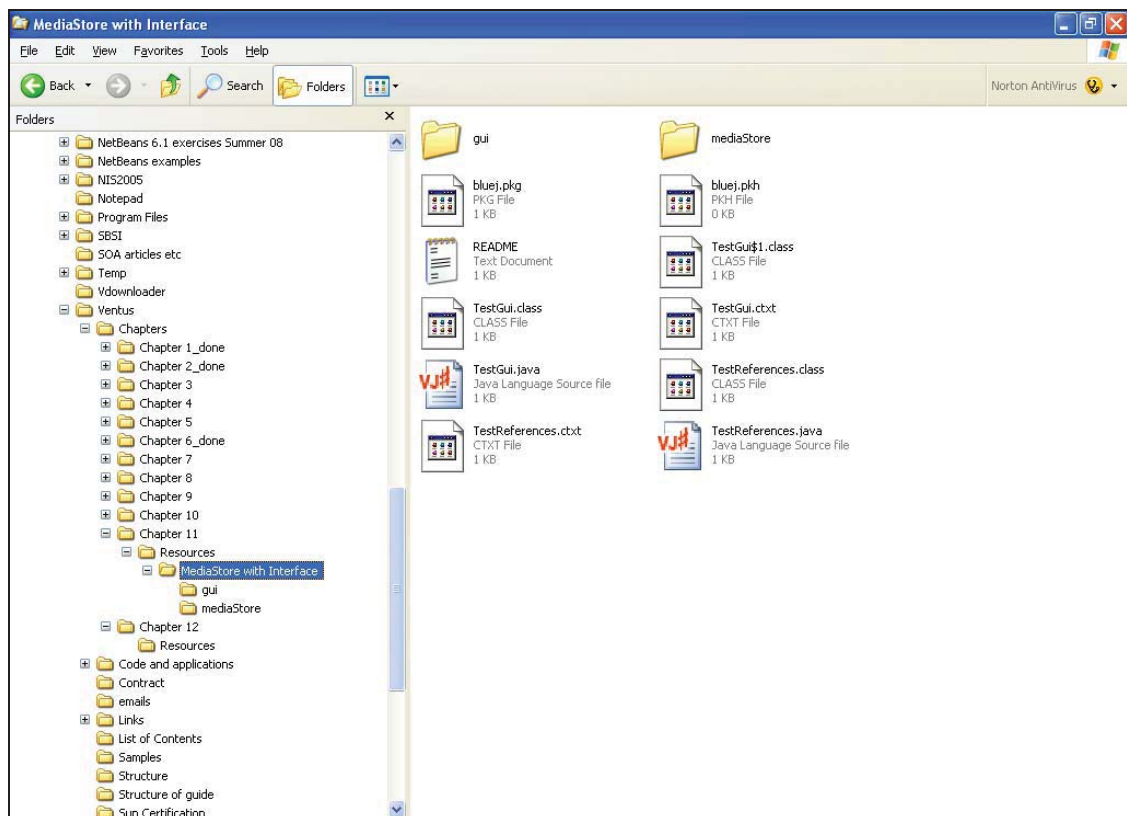 MediaStore with Interface
File Edit View Favorites Tools Help
Back Search Folders Norton AntiVirus
Folders
NetBeans 6.1 exercises Summer 08
NetBeans examples
NIS2005
Notepad
Program Files
SBSI
SOA articles etc
Temp
Vdownloader
Ventus
Chapters
Chapter 1_done
Chapter 2_done
Chapter 3
Chapter 4
Chapter 5
Chapter 6_done
Chapter 7
Chapter 8
Chapter 9
Chapter 10
Chapter 11
Resources
MediaStore with Interface
gui
mediaStore
Chapter 12
Resources
Code and applications
Contract
emails
Links
List of Contents
Samples
Structure
Structure of guide
Sun Certification
gui
mediaStore
bluej.pkg
PKG File
1 KB
bluej.pkh
PKH File
0 KB
README
Text Document
1 KB
TestGui$1.class
CLASS File
1 KB
TestGui.class
CLASS File
1 KB
TestGui.ctxt
CTXT File
1 KB
VJ#
TestGui.java
Java Language Source file
1 KB
TestReferences.class
CLASS File
1 KB
TestReferences.ctxt
CTXT File
1 KB
VJ#
TestReferences.java
Java Language Source file
1 KB